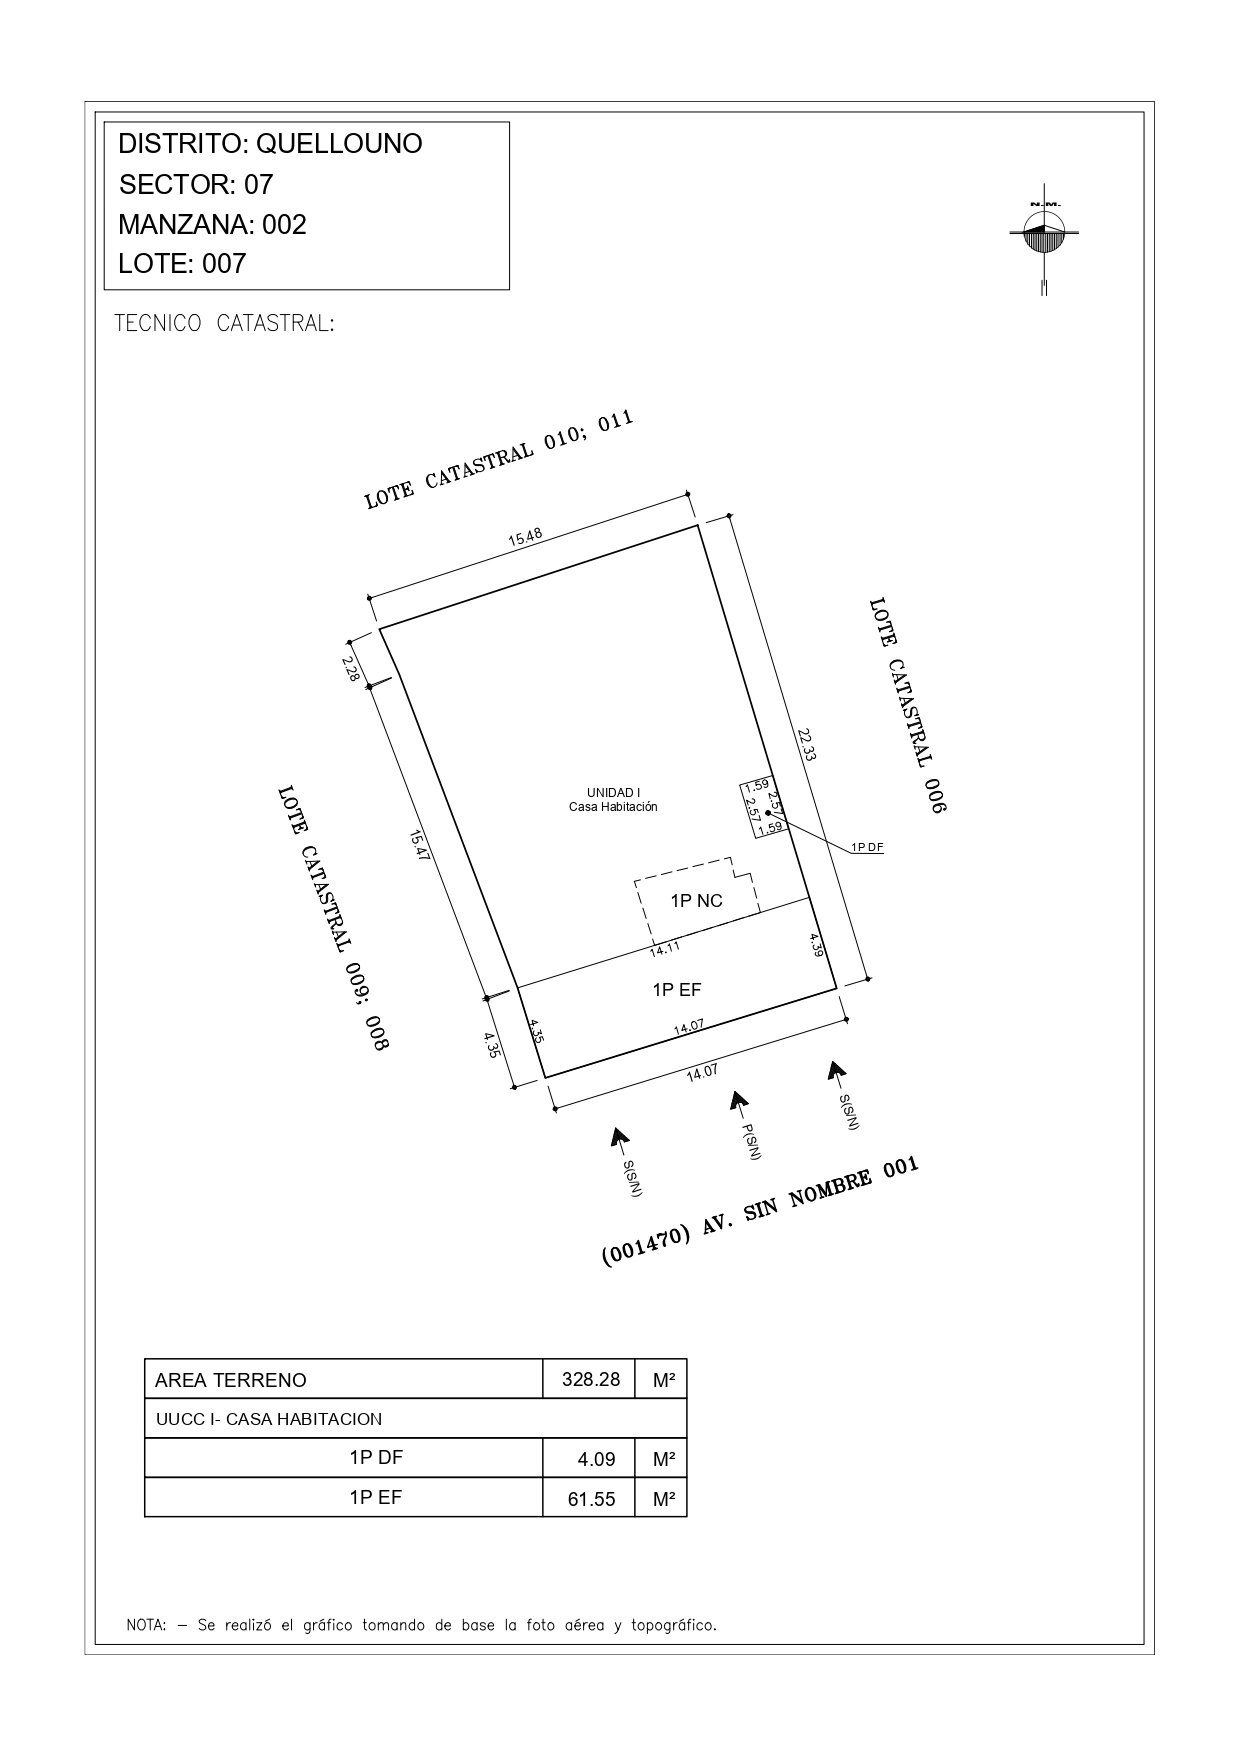 DISTRITO: QUELLOUNO
SECTOR: 07
MANZANA: 002
LOTE: 007
N.M.
TECNICO CATASTRAL:
LOTE CATASTRAL 010; 011
15.48
2.28
22.33
LOTE CATASTRAL 006
UNIDAD I
Casa Habitación
1.59
2.57
2.57
1.59
1P DF
15.47
LOTE CATASTRAL 009; 008
1P NC
14.11
4.39
1P EF
4.35
4.35
14.07
14.07
S(S/N)
P(S/N)
S(S/N)
(001470) AV. SIN NOMBRE 001
AREA TERRENO 328.28 M²
UUCC I- CASA HABITACION
1P DF 4.09 M²
1P EF 61.55 M²
NOTA: – Se realizó el gráfico tomando de base la foto aérea y topográfico.